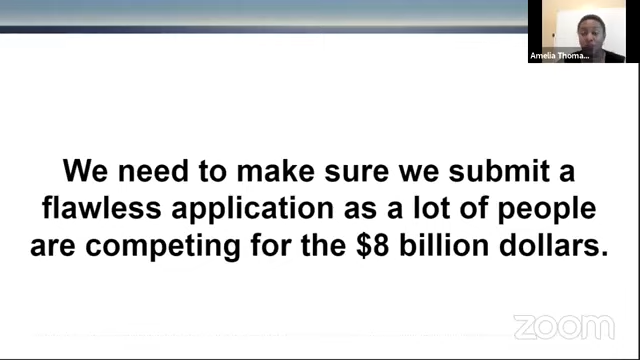 Amelia Thoma...
We need to make sure we submit a
flawless application as a lot of people
are competing for the $8 billion dollars.
zoom